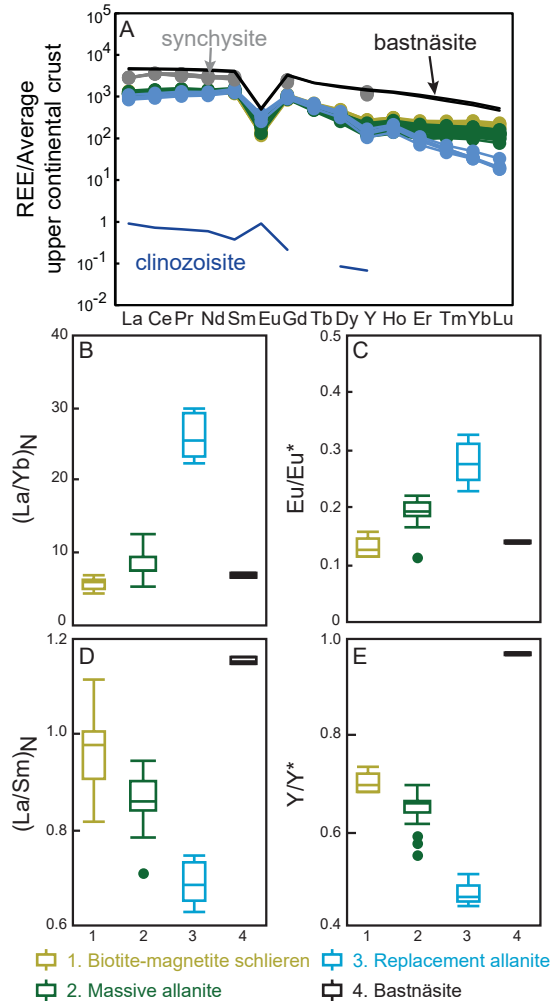 10^5
A
synchysite
bastnäsite
10^4
10^3
10^2
10^1
1
10^-1
10^-2
REE/Average
upper continental crust
clinozoisite
La Ce Pr Nd Sm Eu Gd Tb Dy Y Ho Er Tm Yb Lu
40
B
30
20
10
0
(La/Yb)N
0.4
C
0.3
0.2
0.1
0
Eu/Eu*
1.2
D
1.0
0.8
0.6
(La/Sm)N
1 2 3 4
1.0
E
0.8
0.6
0.4
Y/Y*
1 2 3 4
1. Biotite-magnetite schlieren
3. Replacement allanite
2. Massive allanite
4. Bastnäsite